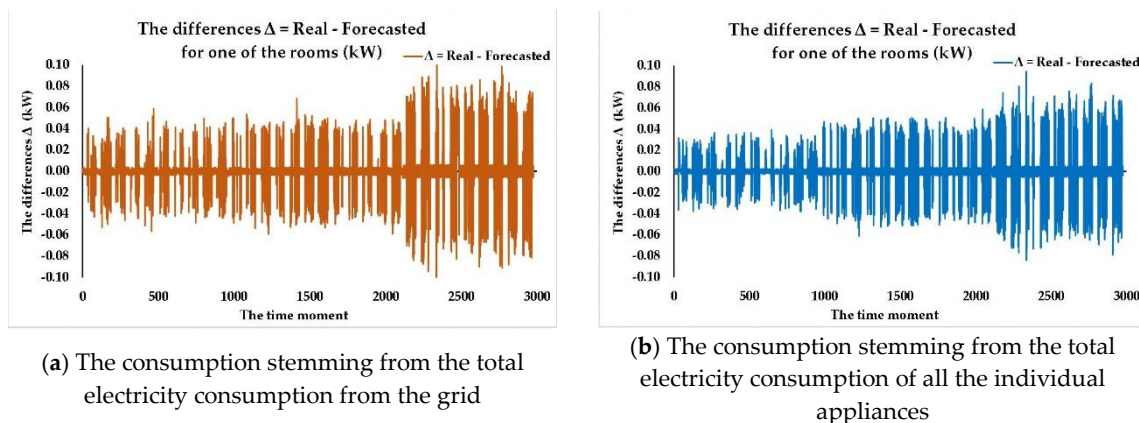 The differences Δ = Real - Forecasted
for one of the rooms (kW)
Δ = Real - Forecasted
The differences Δ (kW)
0.10
0.08
0.06
0.04
0.02
0.00
-0.02
-0.04
-0.06
-0.08
-0.10
0 500 1000 1500 2000 2500 3000
The time moment
(a) The consumption stemming from the total
electricity consumption from the grid
The differences Δ = Real - Forecasted
for one of the rooms (kW)
Δ = Real - Forecasted
The differences Δ (kW)
0.10
0.08
0.06
0.04
0.02
0.00
-0.02
-0.04
-0.06
-0.08
-0.10
0 500 1000 1500 2000 2500 3000
The time moment
(b) The consumption stemming from the total
electricity consumption of all the individual
appliances